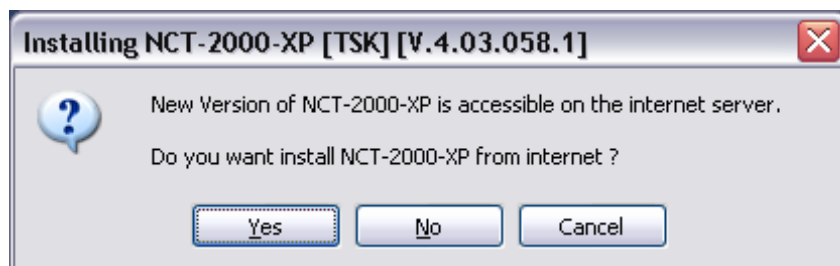 Installing NCT-2000-XP [TSK] [V.4.03.058.1]
New Version of NCT-2000-XP is accessible on the internet server.
Do you want install NCT-2000-XP from internet ?
Yes No Cancel